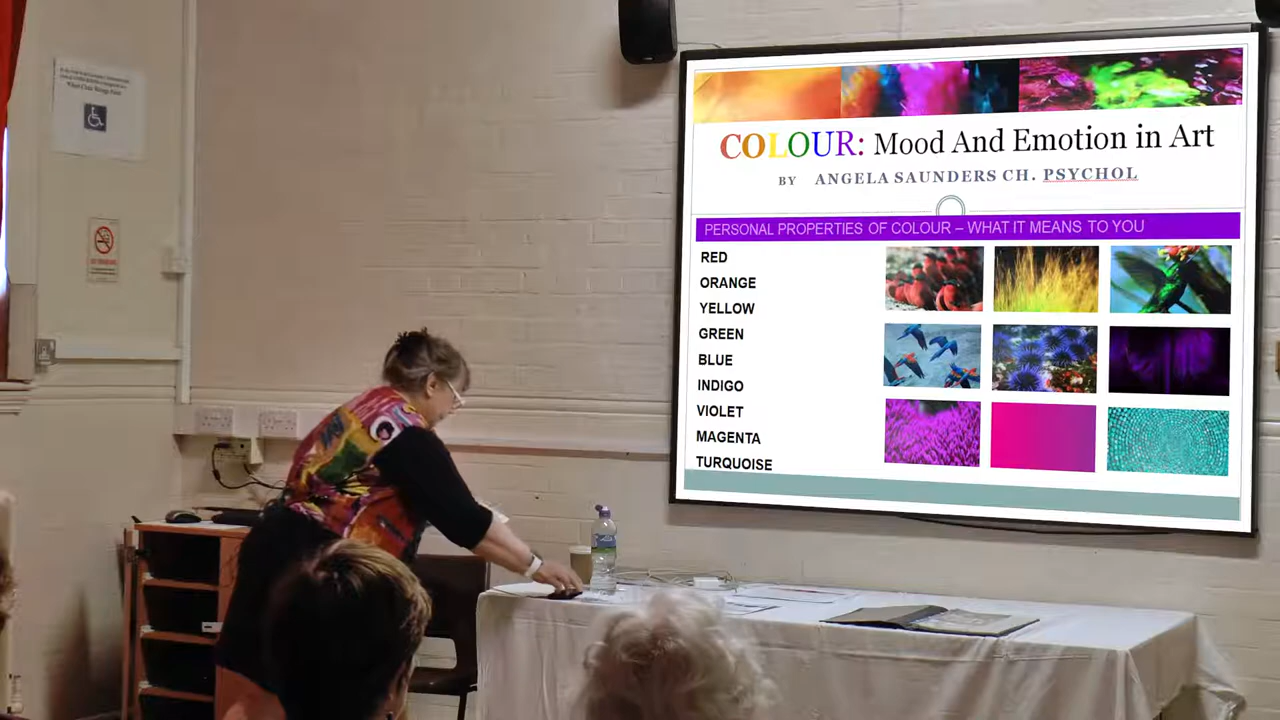 COLOUR: Mood And Emotion in Art
BY ANGELA SAUNDERS CH. PSYCHOL
PERSONAL PROPERTIES OF COLOUR – WHAT IT MEANS TO YOU
RED
ORANGE
YELLOW
GREEN
BLUE
INDIGO
VIOLET
MAGENTA
TURQUOISE